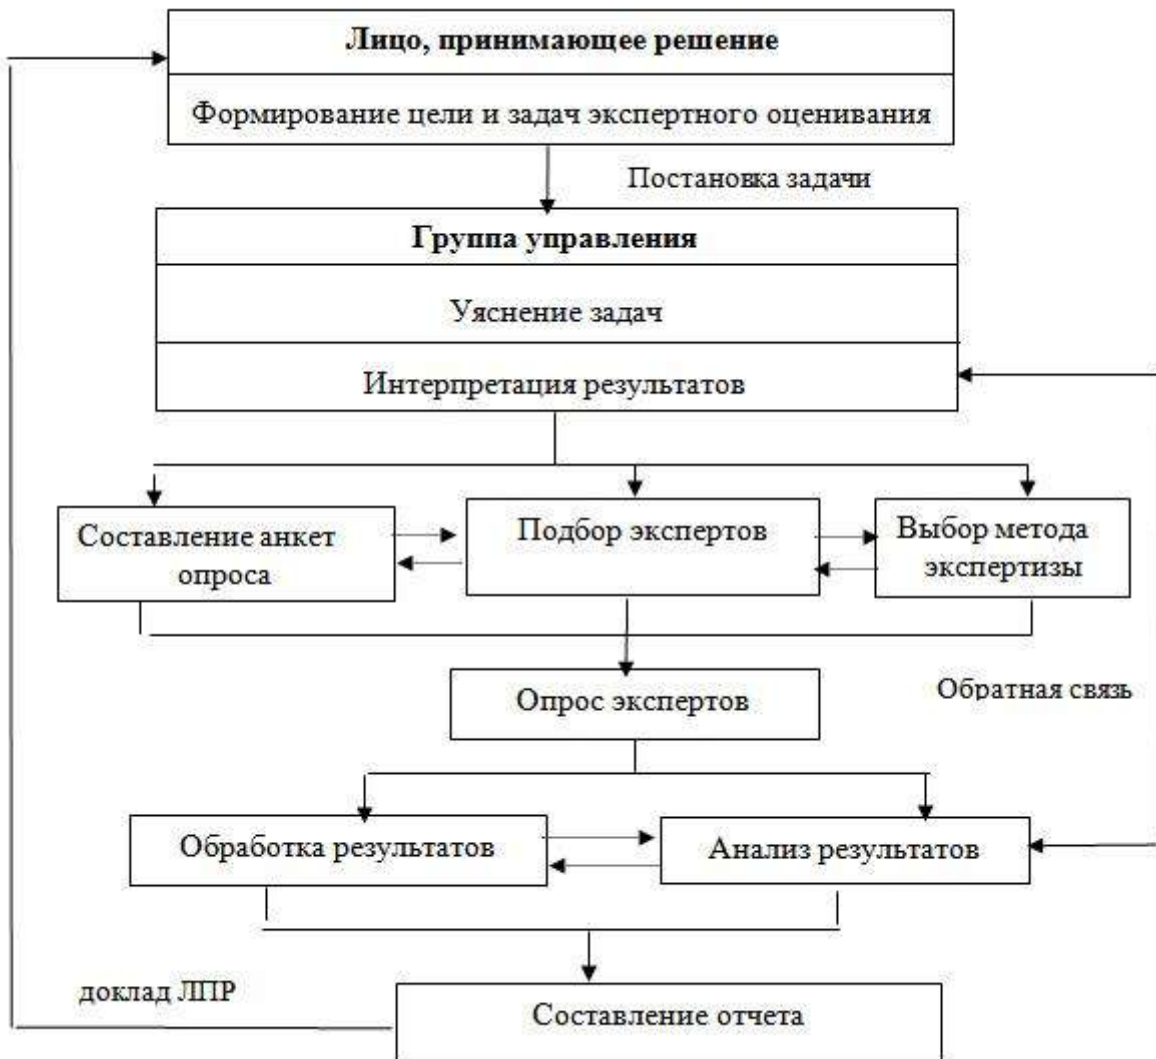 Лицо, принимающее решение
Формирование цели и задач экспертного оценивания
Постановка задачи
Группа управления
Уяснение задач
Интерпретация результатов
Составление анкет
опроса
Подбор экспертов
Выбор метода
экспертизы
Опрос экспертов
Обратная связь
Обработка результатов
Анализ результатов
доклад ЛПР
Составление отчета